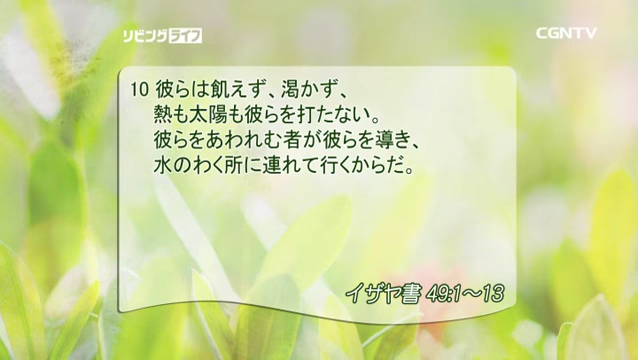 リビングライフ
CGNTV
10 彼らは飢えず、渇かず、
熱も太陽も彼らを打たない。
彼らをあわれむ者が彼らを導き、
水のわく所に連れて行くからだ。
イザヤ書 49:1～13